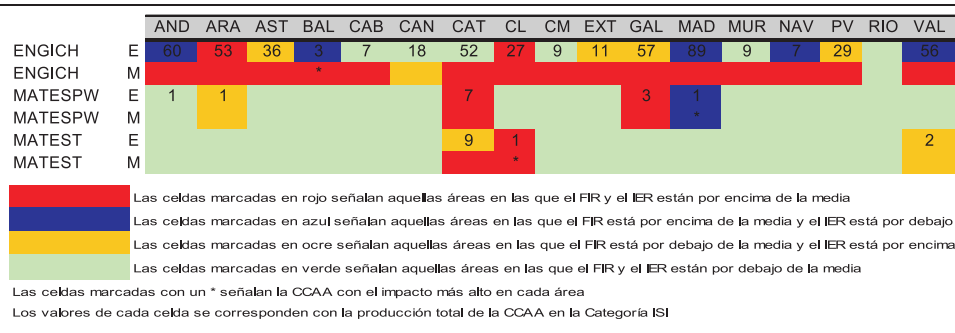 AND ARA AST BAL CAB CAN CAT CL CM EXT GAL MAD MUR NAV PV RIO VAL
ENGICH E 60 53 36 3 7 18 52 27 9 11 57 89 9 7 29 56
ENGICH M *
MATESPW E 1 1 7 3 1
MATESPW M *
MATEST E 9 1 2
MATEST M *
Las celdas marcadas en rojo señalan aquellas áreas en las que el FIR y el IER están por encima de la media
Las celdas marcadas en azul señalan aquellas áreas en las que el FIR está por encima de la media y el IER está por debajo
Las celdas marcadas en ocre señalan aquellas áreas en las que el FIR está por debajo de la media y el IER está por encima
Las celdas marcadas en verde señalan aquellas áreas en las que el FIR y el IER están por debajo de la media
Las celdas marcadas con un * señalan la CCAA con el impacto más alto en cada área
Los valores de cada celda se corresponden con la producción total de la CCAA en la Categoría ISI